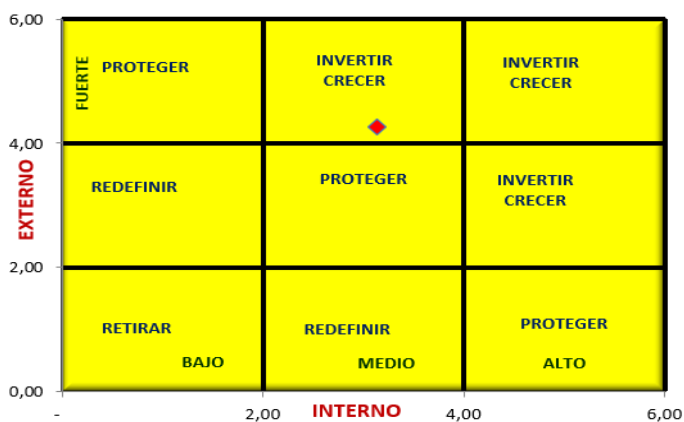 6,00
FUERTE
PROTEGER
INVERTIR
CRECER
INVERTIR
CRECER
4,00
EXTERNO
REDEFINIR
PROTEGER
INVERTIR
CRECER
2,00
RETIRAR
REDEFINIR
PROTEGER
BAJO
MEDIO
ALTO
0,00
-
2,00
INTERNO
4,00
6,00